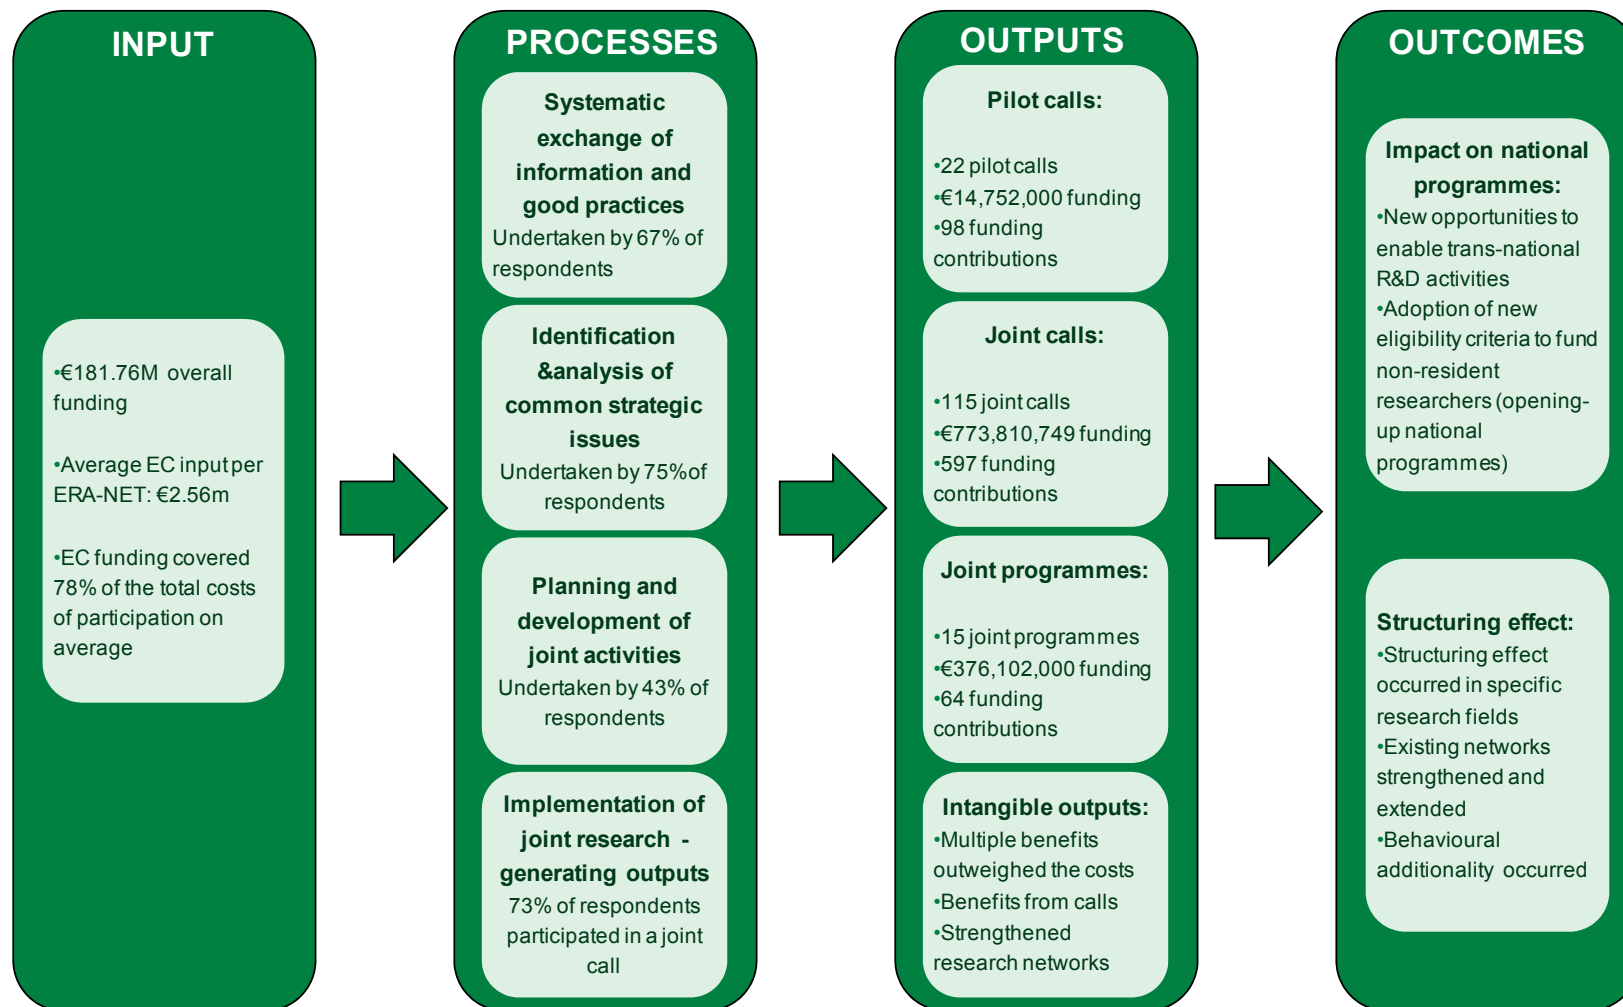 INPUT
•€181.76M overall
funding
•Average EC input per
ERA-NET: €2.56m
•EC funding covered
78% of the total costs
of participation on
average
PROCESSES
Systematic
exchange of
information and
good practices
Undertaken by 67% of
respondents
Identification
&analysis of
common strategic
issues
Undertaken by 75%of
respondents
Planning and
development of
joint activities
Undertaken by 43% of
respondents
Implementation of
joint research -
generating outputs
73% of respondents
participated in a joint
call
OUTPUTS
Pilot calls:
•22 pilot calls
•€14,752,000 funding
•98 funding
contributions
Joint calls:
•115 joint calls
•€773,810,749 funding
•597 funding
contributions
Joint programmes:
•15 joint programmes
•€376,102,000 funding
•64 funding
contributions
Intangible outputs:
•Multiple benefits
outweighed the costs
•Benefits from calls
•Strengthened
research networks
OUTCOMES
Impact on national
programmes:
•New opportunities to
enable trans-national
R&D activities
•Adoption of new
eligibility criteria to fund
non-resident
researchers (opening-
up national
programmes)
Structuring effect:
•Structuring effect
occurred in specific
research fields
•Existing networks
strengthened and
extended
•Behavioural
additionality occurred